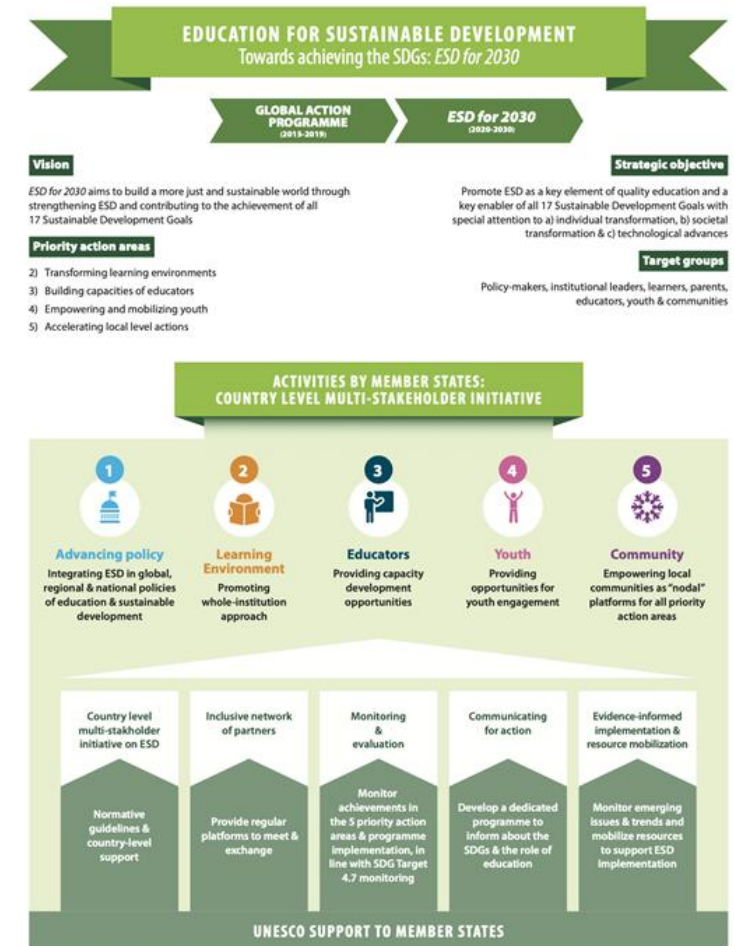 EDUCATION FOR SUSTAINABLE DEVELOPMENT
Towards achieving the SDGs: ESD for 2030
GLOBAL ACTION
PROGRAMME
(2015-2019)
ESD for 2030
(2020-2030)
Vision
ESD for 2030 aims to build a more just and sustainable world through
strengthening ESD and contributing to the achievement of all
17 Sustainable Development Goals
Priority action areas
2) Transforming learning environments
3) Building capacities of educators
4) Empowering and mobilizing youth
5) Accelerating local level actions
Strategic objective
Promote ESD as a key element of quality education and a
key enabler of all 17 Sustainable Development Goals with
special attention to a) individual transformation, b) societal
transformation & c) technological advances
Target groups
Policy-makers, institutional leaders, learners, parents,
educators, youth & communities
ACTIVITIES BY MEMBER STATES:
COUNTRY LEVEL MULTI-STAKEHOLDER INITIATIVE
1
Advancing policy
Integrating ESD in global,
regional & national policies
of education & sustainable
development
2
Learning
Environment
Promoting
whole-institution
approach
3
Educators
Providing capacity
development
opportunities
4
Youth
Providing
opportunities for
youth engagement
5
Community
Empowering local
communities as "nodal"
platforms for all priority
action areas
Country level
multi-stakholder
initiative on ESD
Normative
guidelines &
country-level
support
Inclusive network
of partners
Provide regular
platforms to meet &
exchange
Monitoring
&
evaluation
Monitor
achievements in
the 5 priority action
areas & programme
implementation, in
line with SDG Target
4.7 monitoring
Communicating
for action
Develop a dedicated
programme to
inform about the
SDGs & the role of
education
Evidence-informed
implementation &
resource mobilization
Monitor emerging
issues & trends and
mobilize resources
to support ESD
implementation
UNESCO SUPPORT TO MEMBER STATES